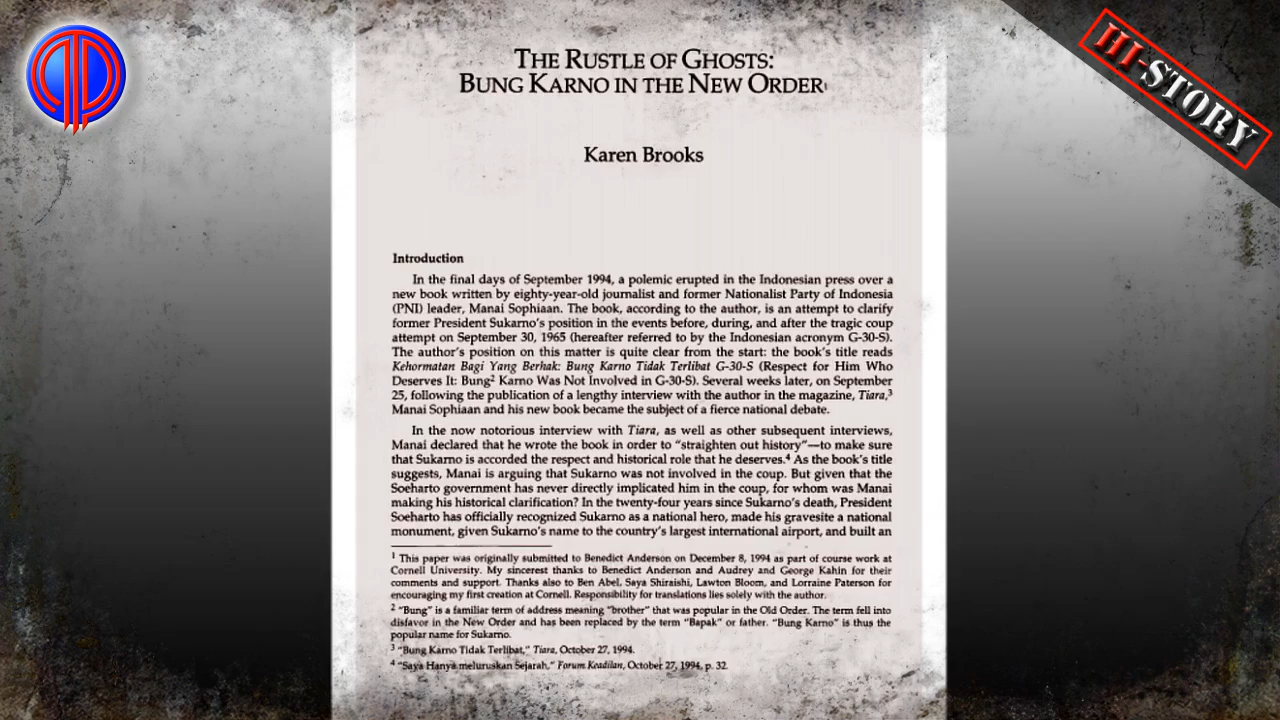 HI-STORY
THE RUSTLE OF GHOSTS:
BUNG KARNO IN THE NEW ORDER¹
Karen Brooks
Introduction
In the final days of September 1994, a polemic erupted in the Indonesian press over a
new book written by eighty-year-old journalist and former Nationalist Party of Indonesia
(PNI) leader, Manai Sophiaan. The book, according to the author, is an attempt to clarify
former President Sukarno's position in the events before, during, and after the tragic coup
attempt on September 30, 1965 (hereafter referred to by the Indonesian acronym G-30-S).
The author's position on this matter is quite clear from the start: the book's title reads
Kehormatan Bagi Yang Berhak: Bung Karno Tidak Terlibat G-30-S (Respect for Him Who
Deserves It: Bung² Karno Was Not Involved in G-30-S). Several weeks later, on September
25, following the publication of a lengthy interview with the author in the magazine, Tiara,³
Manai Sophiaan and his new book became the subject of a fierce national debate.
In the now notorious interview with Tiara, as well as other subsequent interviews,
Manai declared that he wrote the book in order to "straighten out history"—to make sure
that Sukarno is accorded the respect and historical role that he deserves.⁴ As the book's title
suggests, Manai is arguing that Sukarno was not involved in the coup. But given that the
Soeharto government has never directly implicated him in the coup, for whom was Manai
making his historical clarification? In the twenty-four years since Sukarno's death, President
Soeharto has officially recognized Sukarno as a national hero, made his gravesite a national
monument, given Sukarno's name to the country's largest international airport, and built an
¹ This paper was originally submitted to Benedict Anderson on December 8, 1994 as part of course work at
Cornell University. My sincerest thanks to Benedict Anderson and Audrey and George Kahin for their
comments and support. Thanks also to Ben Abel, Saya Shiraishi, Lawton Bloom, and Lorraine Paterson for
encouraging my first creation at Cornell. Responsibility for translations lies solely with the author.
² "Bung" is a familiar term of address meaning "brother" that was popular in the Old Order. The term fell into
disfavor in the New Order and has been replaced by the term "Bapak" or father. "Bung Karno" is thus the
popular name for Sukarno.
³ "Bung Karno Tidak Terlibat," Tiara, October 27, 1994.
⁴ "Saya Hanya meluruskan Sejarah," Forum Keadilan, October 27, 1994, p. 32.